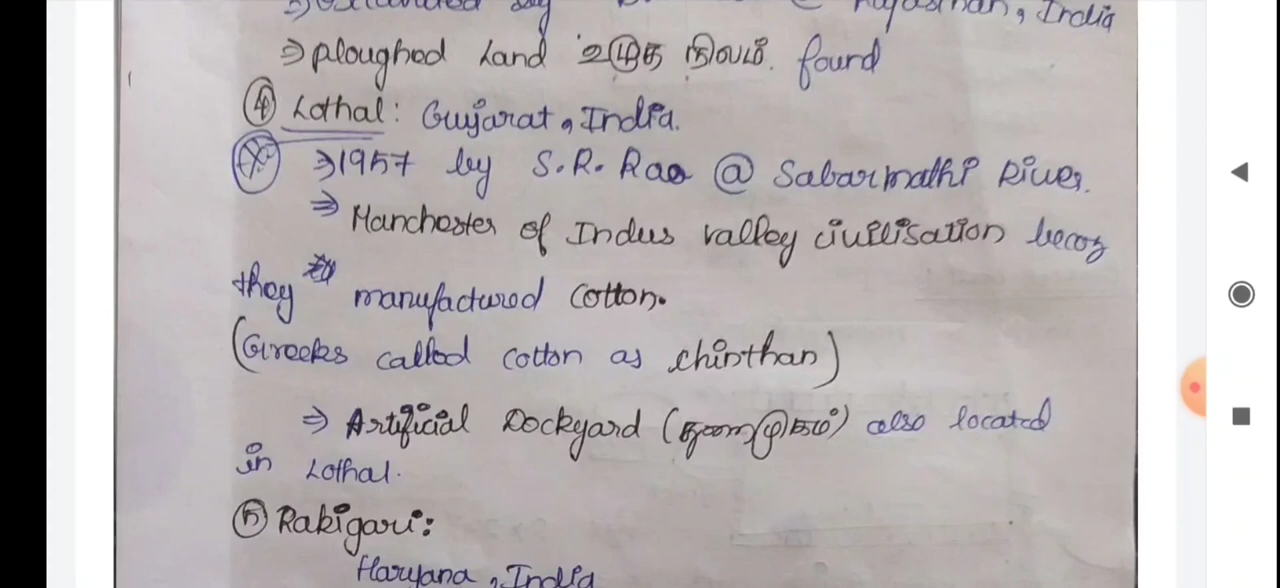 ploughed Land உழுத நிலம். found
④ Lothal: Gujarat, India.
⇒ 1957 by S.R. Rao @ Sabarmathi River.
⇒ Manchester of Indus valley civilisation becoz
they manufactured cotton.
(Greeks called cotton as chinthan)
⇒ Artificial Dockyard (துறைமுகம்) also located
in Lothal.
⑤ Rakigari:
Haryana, India